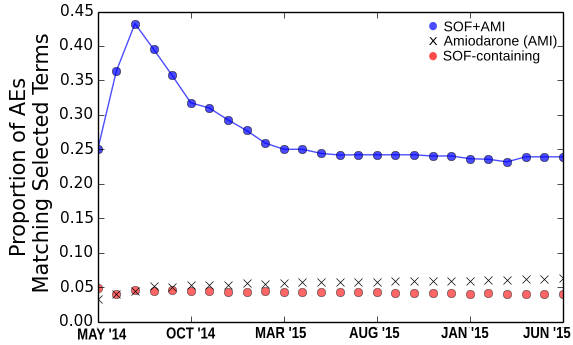 0.45
0.40
0.35
0.30
0.25
0.20
0.15
0.10
0.05
0.00
Proportion of AEs
Matching Selected Terms
SOF+AMI
Amiodarone (AMI)
SOF-containing
MAY '14
OCT '14
MAR '15
AUG '15
JAN '15
JUN '15